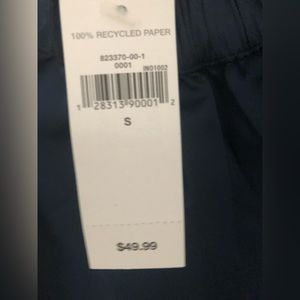 100% RECYCLED PAPER
823370-00-1
0001 IN01002
1 28313 90001 2
S
$49.99